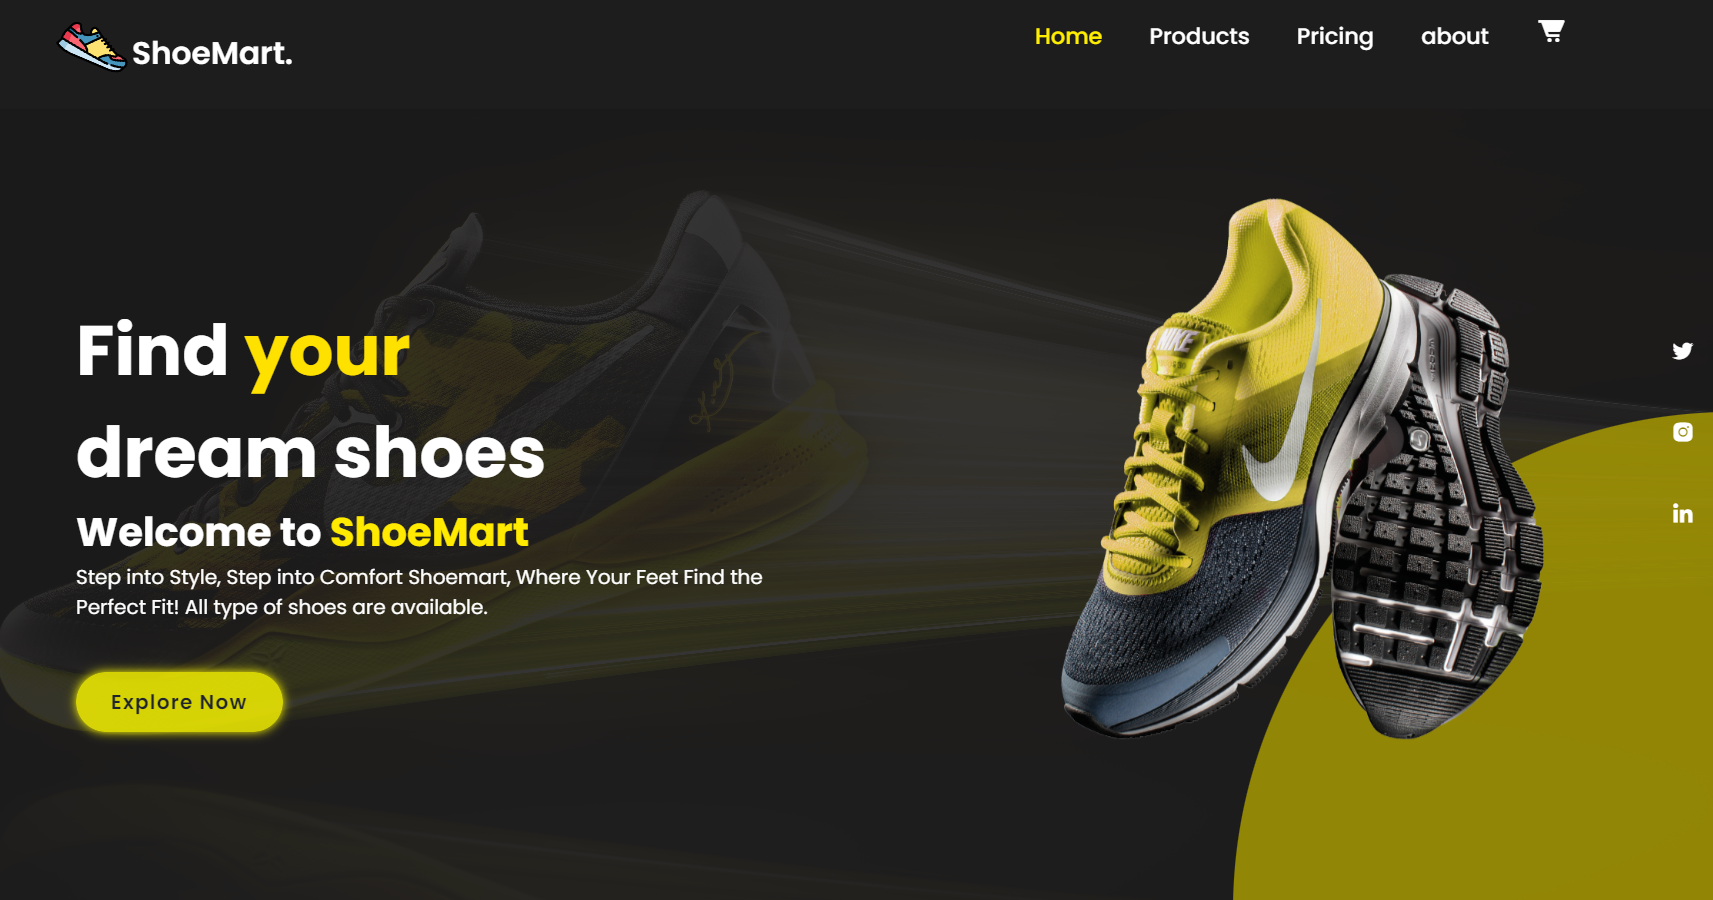 ShoeMart.
Home Products Pricing about
Find your
dream shoes
Welcome to ShoeMart
Step into Style, Step into Comfort Shoemart, Where Your Feet Find the
Perfect Fit! All type of shoes are available.
Explore Now
NIKE
in